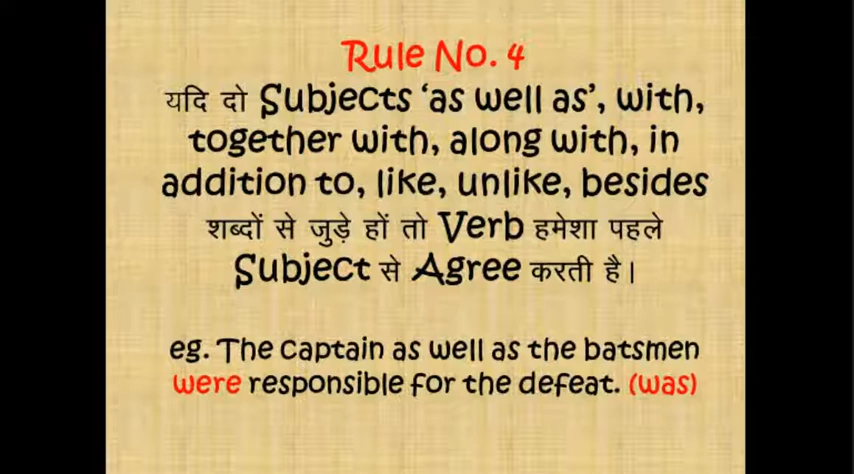 Rule No. 4
यदि दो Subjects ‘as well as’, with,
together with, along with, in
addition to, like, unlike, besides
शब्दों से जुड़े हों तो Verb हमेशा पहले
Subject से Agree करती है।
eg. The captain as well as the batsmen
were responsible for the defeat. (was)